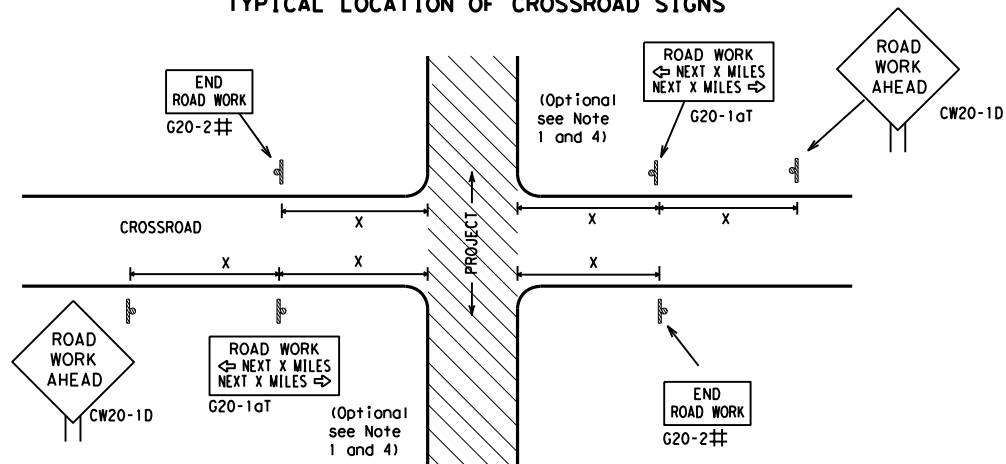 TYPICAL LOCATION OF CROSSROAD SIGNS
END
ROAD WORK
G20-2#
(Optional
see Note
1 and 4)
ROAD WORK
⇦ NEXT X MILES
NEXT X MILES ⇨
G20-1aT
ROAD
WORK
AHEAD
CW20-1D
X
X
X
CROSSROAD
PROJECT
X
X
X
ROAD
WORK
AHEAD
CW20-1D
ROAD WORK
⇦ NEXT X MILES
NEXT X MILES ⇨
G20-1aT
(Optional
see Note
1 and 4)
END
ROAD WORK
G20-2#